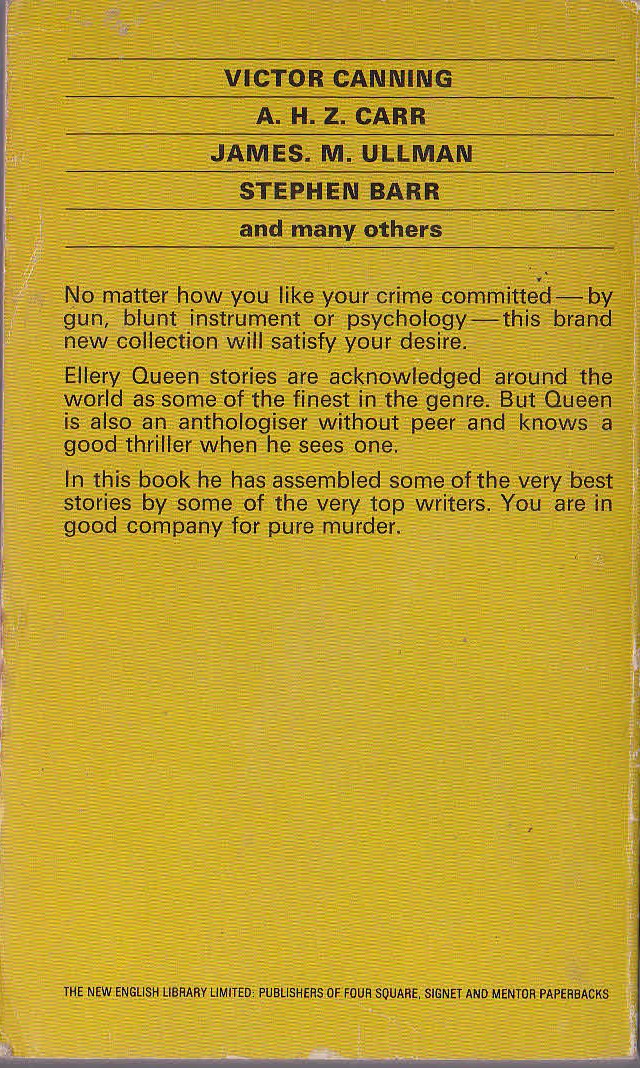 VICTOR CANNING
A. H. Z. CARR
JAMES. M. ULLMAN
STEPHEN BARR
and many others
No matter how you like your crime committed — by
gun, blunt instrument or psychology — this brand
new collection will satisfy your desire.
Ellery Queen stories are acknowledged around the
world as some of the finest in the genre. But Queen
is also an anthologiser without peer and knows a
good thriller when he sees one.
In this book he has assembled some of the very best
stories by some of the very top writers. You are in
good company for pure murder.
THE NEW ENGLISH LIBRARY LIMITED: PUBLISHERS OF FOUR SQUARE, SIGNET AND MENTOR PAPERBACKS